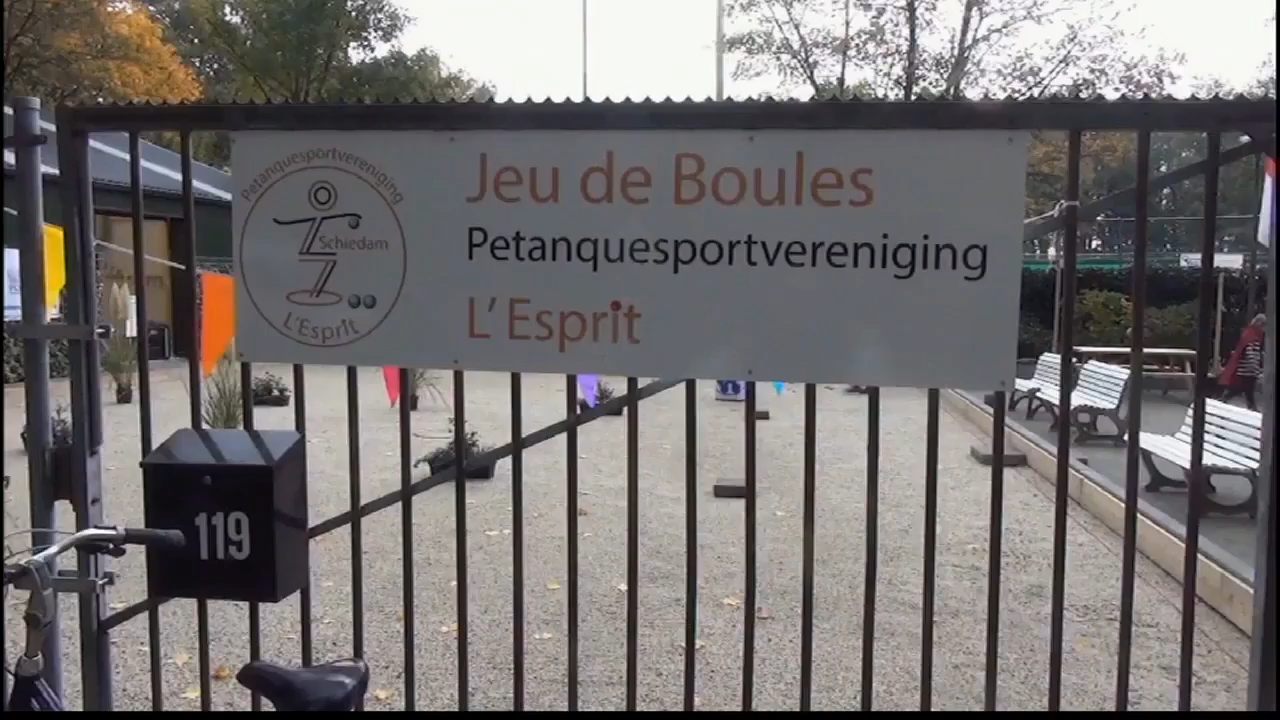 Petanquesportvereniging
Schiedam
L'Esprit
Jeu de Boules
Petanquesportvereniging
L'Esprit
119